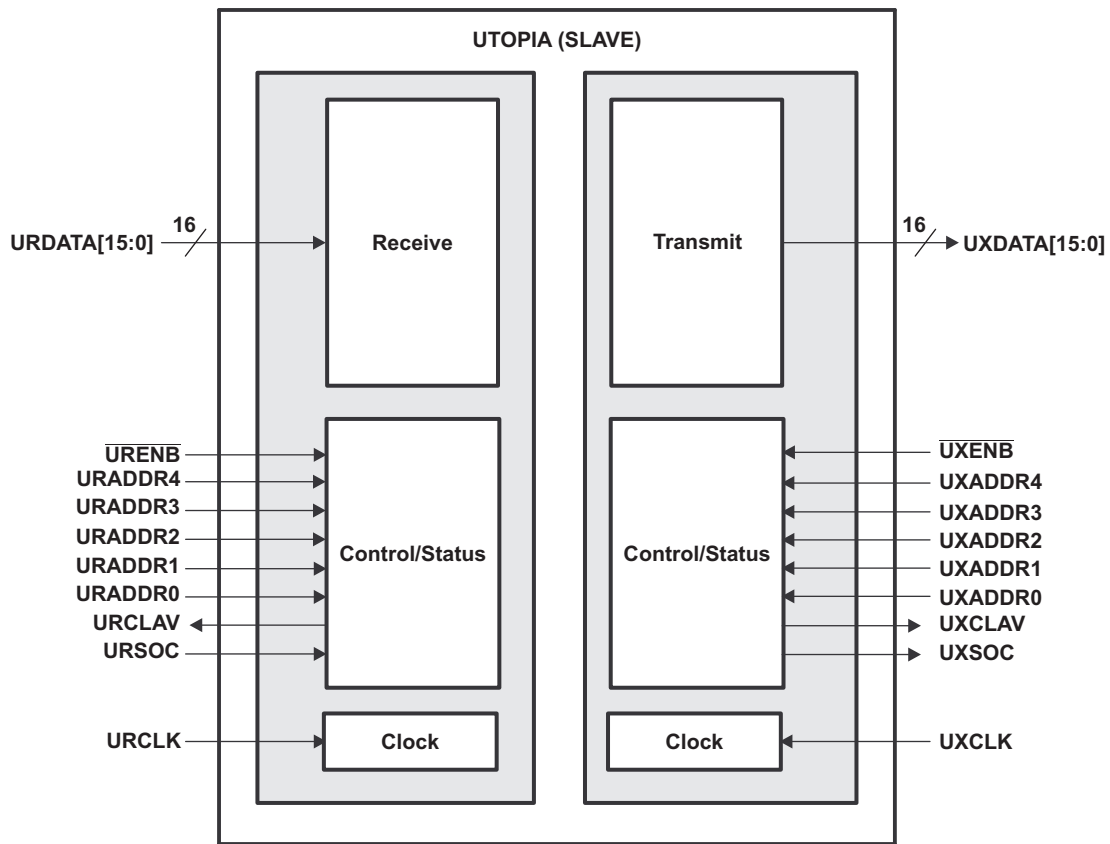 UTOPIA (SLAVE)
URDATA[15:0]
16
Receive
Transmit
16
UXDATA[15:0]
URENB
URADDR4
URADDR3
URADDR2
URADDR1
URADDR0
URCLAV
URSOC
Control/Status
Control/Status
UXENB
UXADDR4
UXADDR3
UXADDR2
UXADDR1
UXADDR0
UXCLAV
UXSOC
URCLK
Clock
Clock
UXCLK